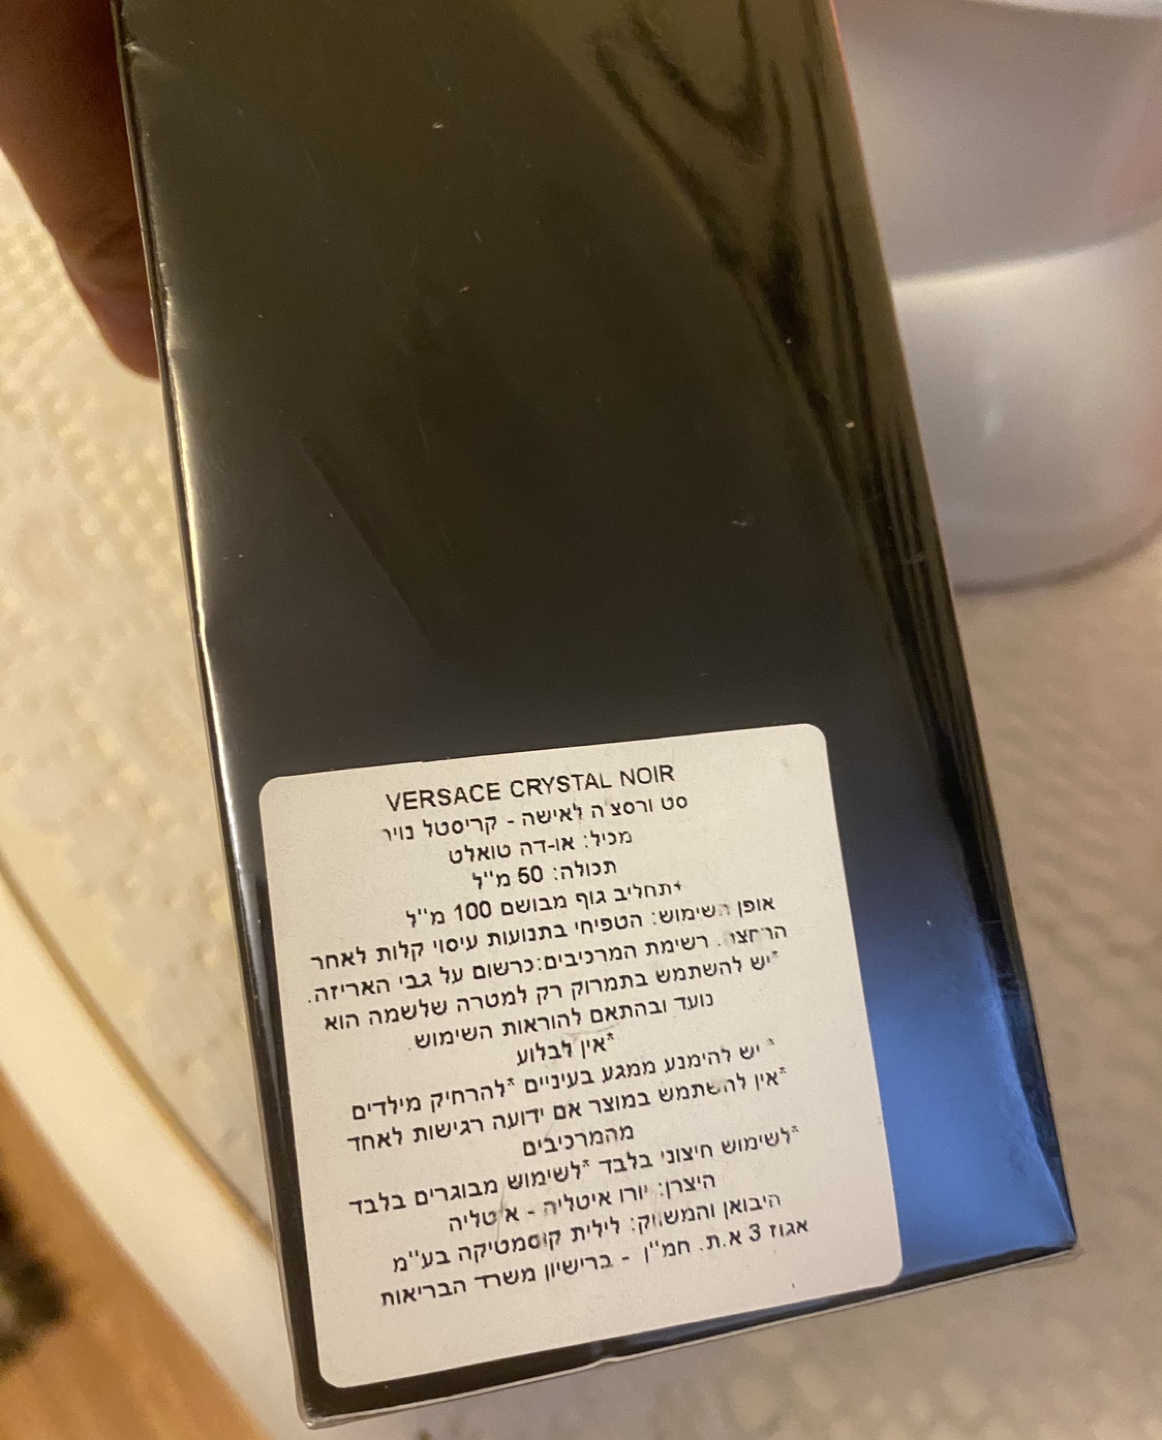 VERSACE CRYSTAL NOIR
סט ורסצ'ה לאישה - קריסטל נויר
מכיל: או-דה טואלט
תכולה: 50 מ''ל
+תחליב גוף מבושם 100 מ''ל
אופן השימוש: הטפיחי בתנועות עיסוי קלות לאחר
הרחצה. רשימת המרכיבים:כרשום על גבי האריזה.
*יש להשתמש בתמרוק רק למטרה שלשמה הוא
נועד ובהתאם להוראות השימוש.
*אין לבלוע
* יש להימנע ממגע בעיניים *להרחיק מילדים
*אין להשתמש במוצר אם ידועה רגישות לאחד
מהמרכיבים
*לשימוש חיצוני בלבד *לשימוש מבוגרים בלבד
היצרן: יורו איטליה - איטליה
היבואן והמשווק: לילית קוסמטיקה בע''מ
אגוז 3 א.ת. חמ''ן - ברישיון משרד הבריאות